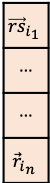 \overrightarrow{rs}_{i_1}
...
...
\vec{r}_{i_n}